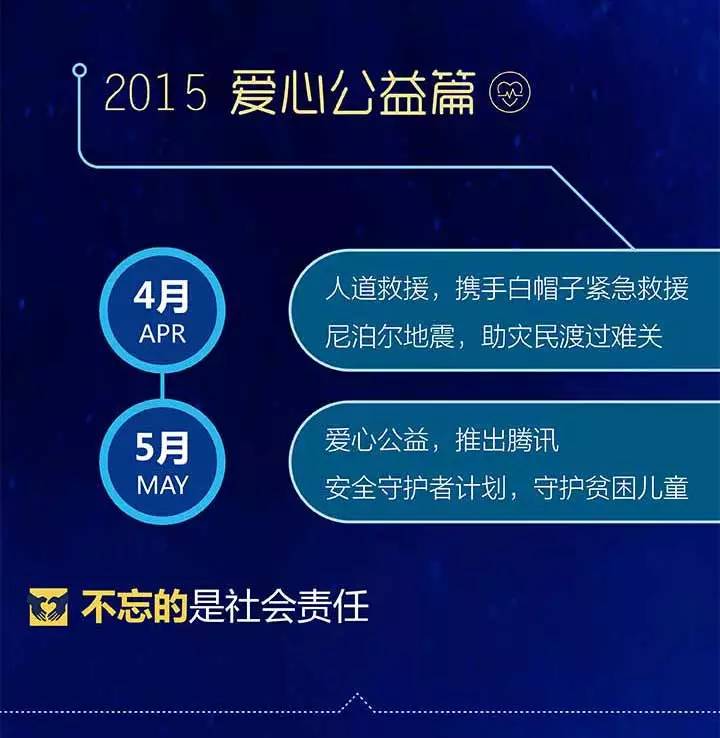 2015 爱心公益篇
4月
APR
人道救援，携手白帽子紧急救援
尼泊尔地震，助灾民渡过难关
5月
MAY
爱心公益，推出腾讯
安全守护者计划，守护贫困儿童
不忘的是社会责任